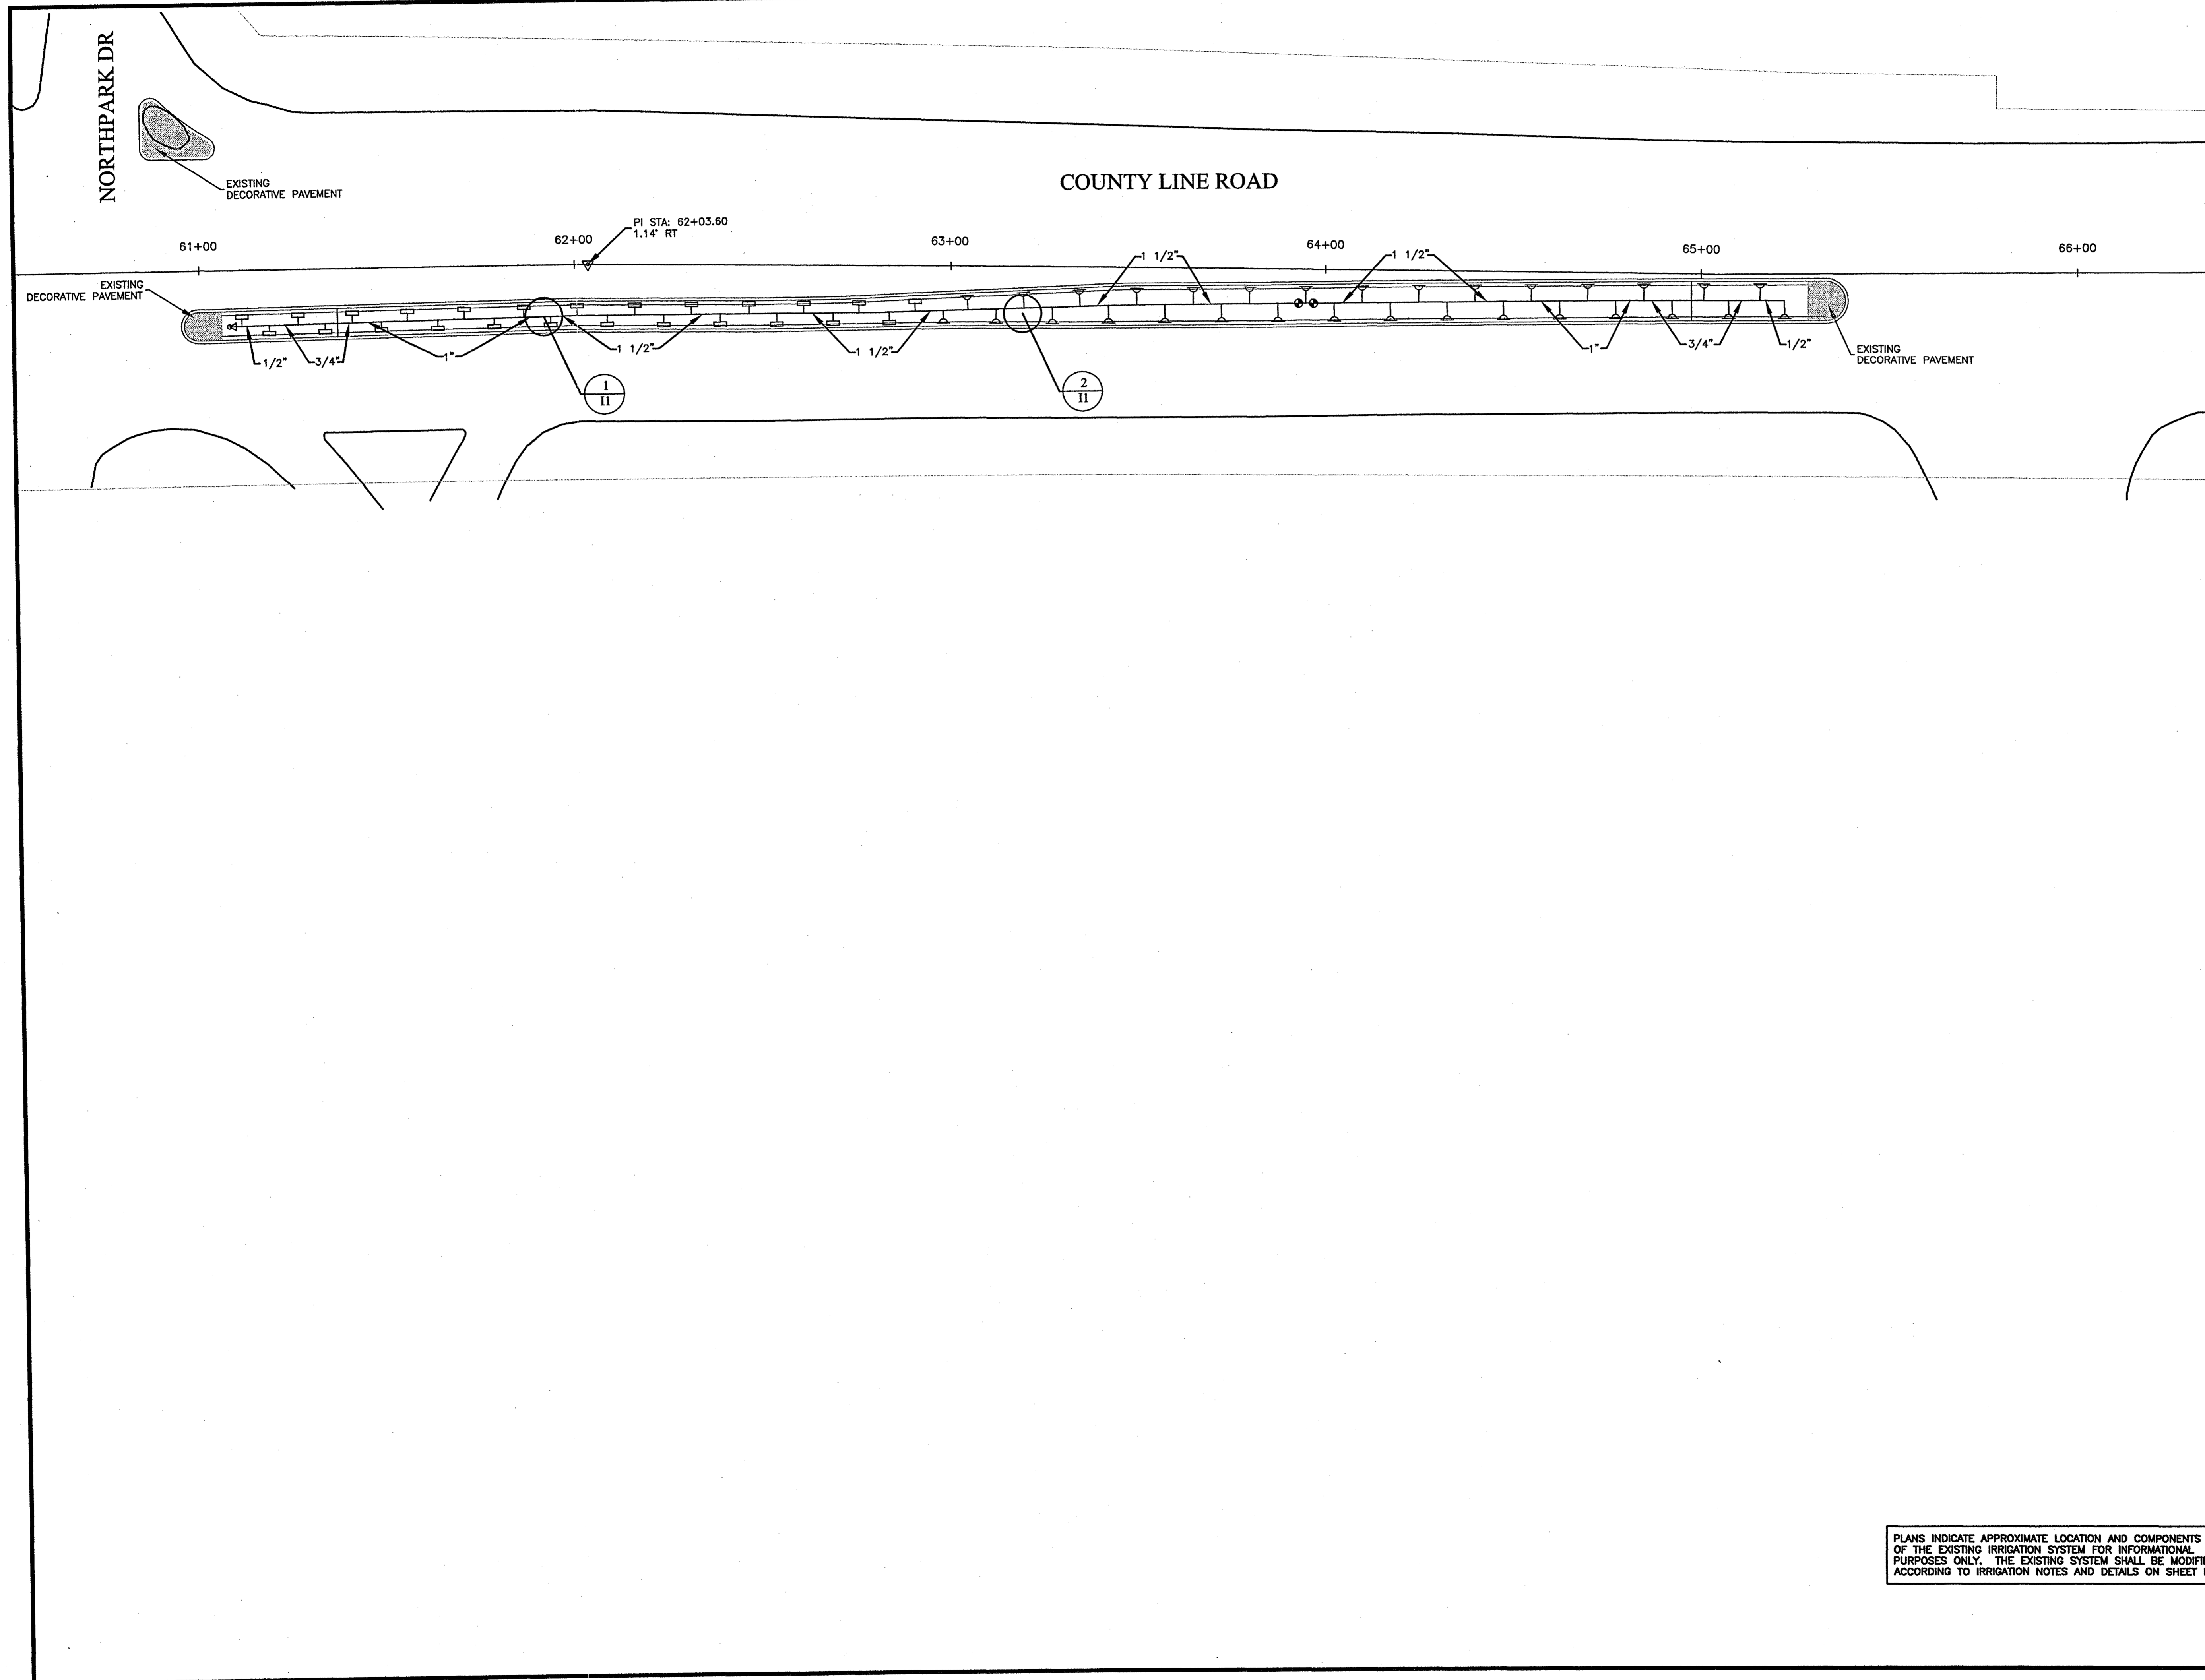 NORTHPARK DR
EXISTING
DECORATIVE PAVEMENT
COUNTY LINE ROAD
PI STA: 62+03.60
1.14° RT
61+00
62+00
63+00
64+00
65+00
66+00
1 1/2"
1 1/2"
EXISTING
DECORATIVE PAVEMENT
1/2"
3/4"
1"
1 1/2"
1 1/2"
1"
3/4"
1/2"
EXISTING
DECORATIVE PAVEMENT
1
I1
2
I1
PLANS INDICATE APPROXIMATE LOCATION AND COMPONENTS
OF THE EXISTING IRRIGATION SYSTEM FOR INFORMATIONAL
PURPOSES ONLY. THE EXISTING SYSTEM SHALL BE
ACCORDING TO IRRIGATION NOTES AND DETAILS ON SHEET